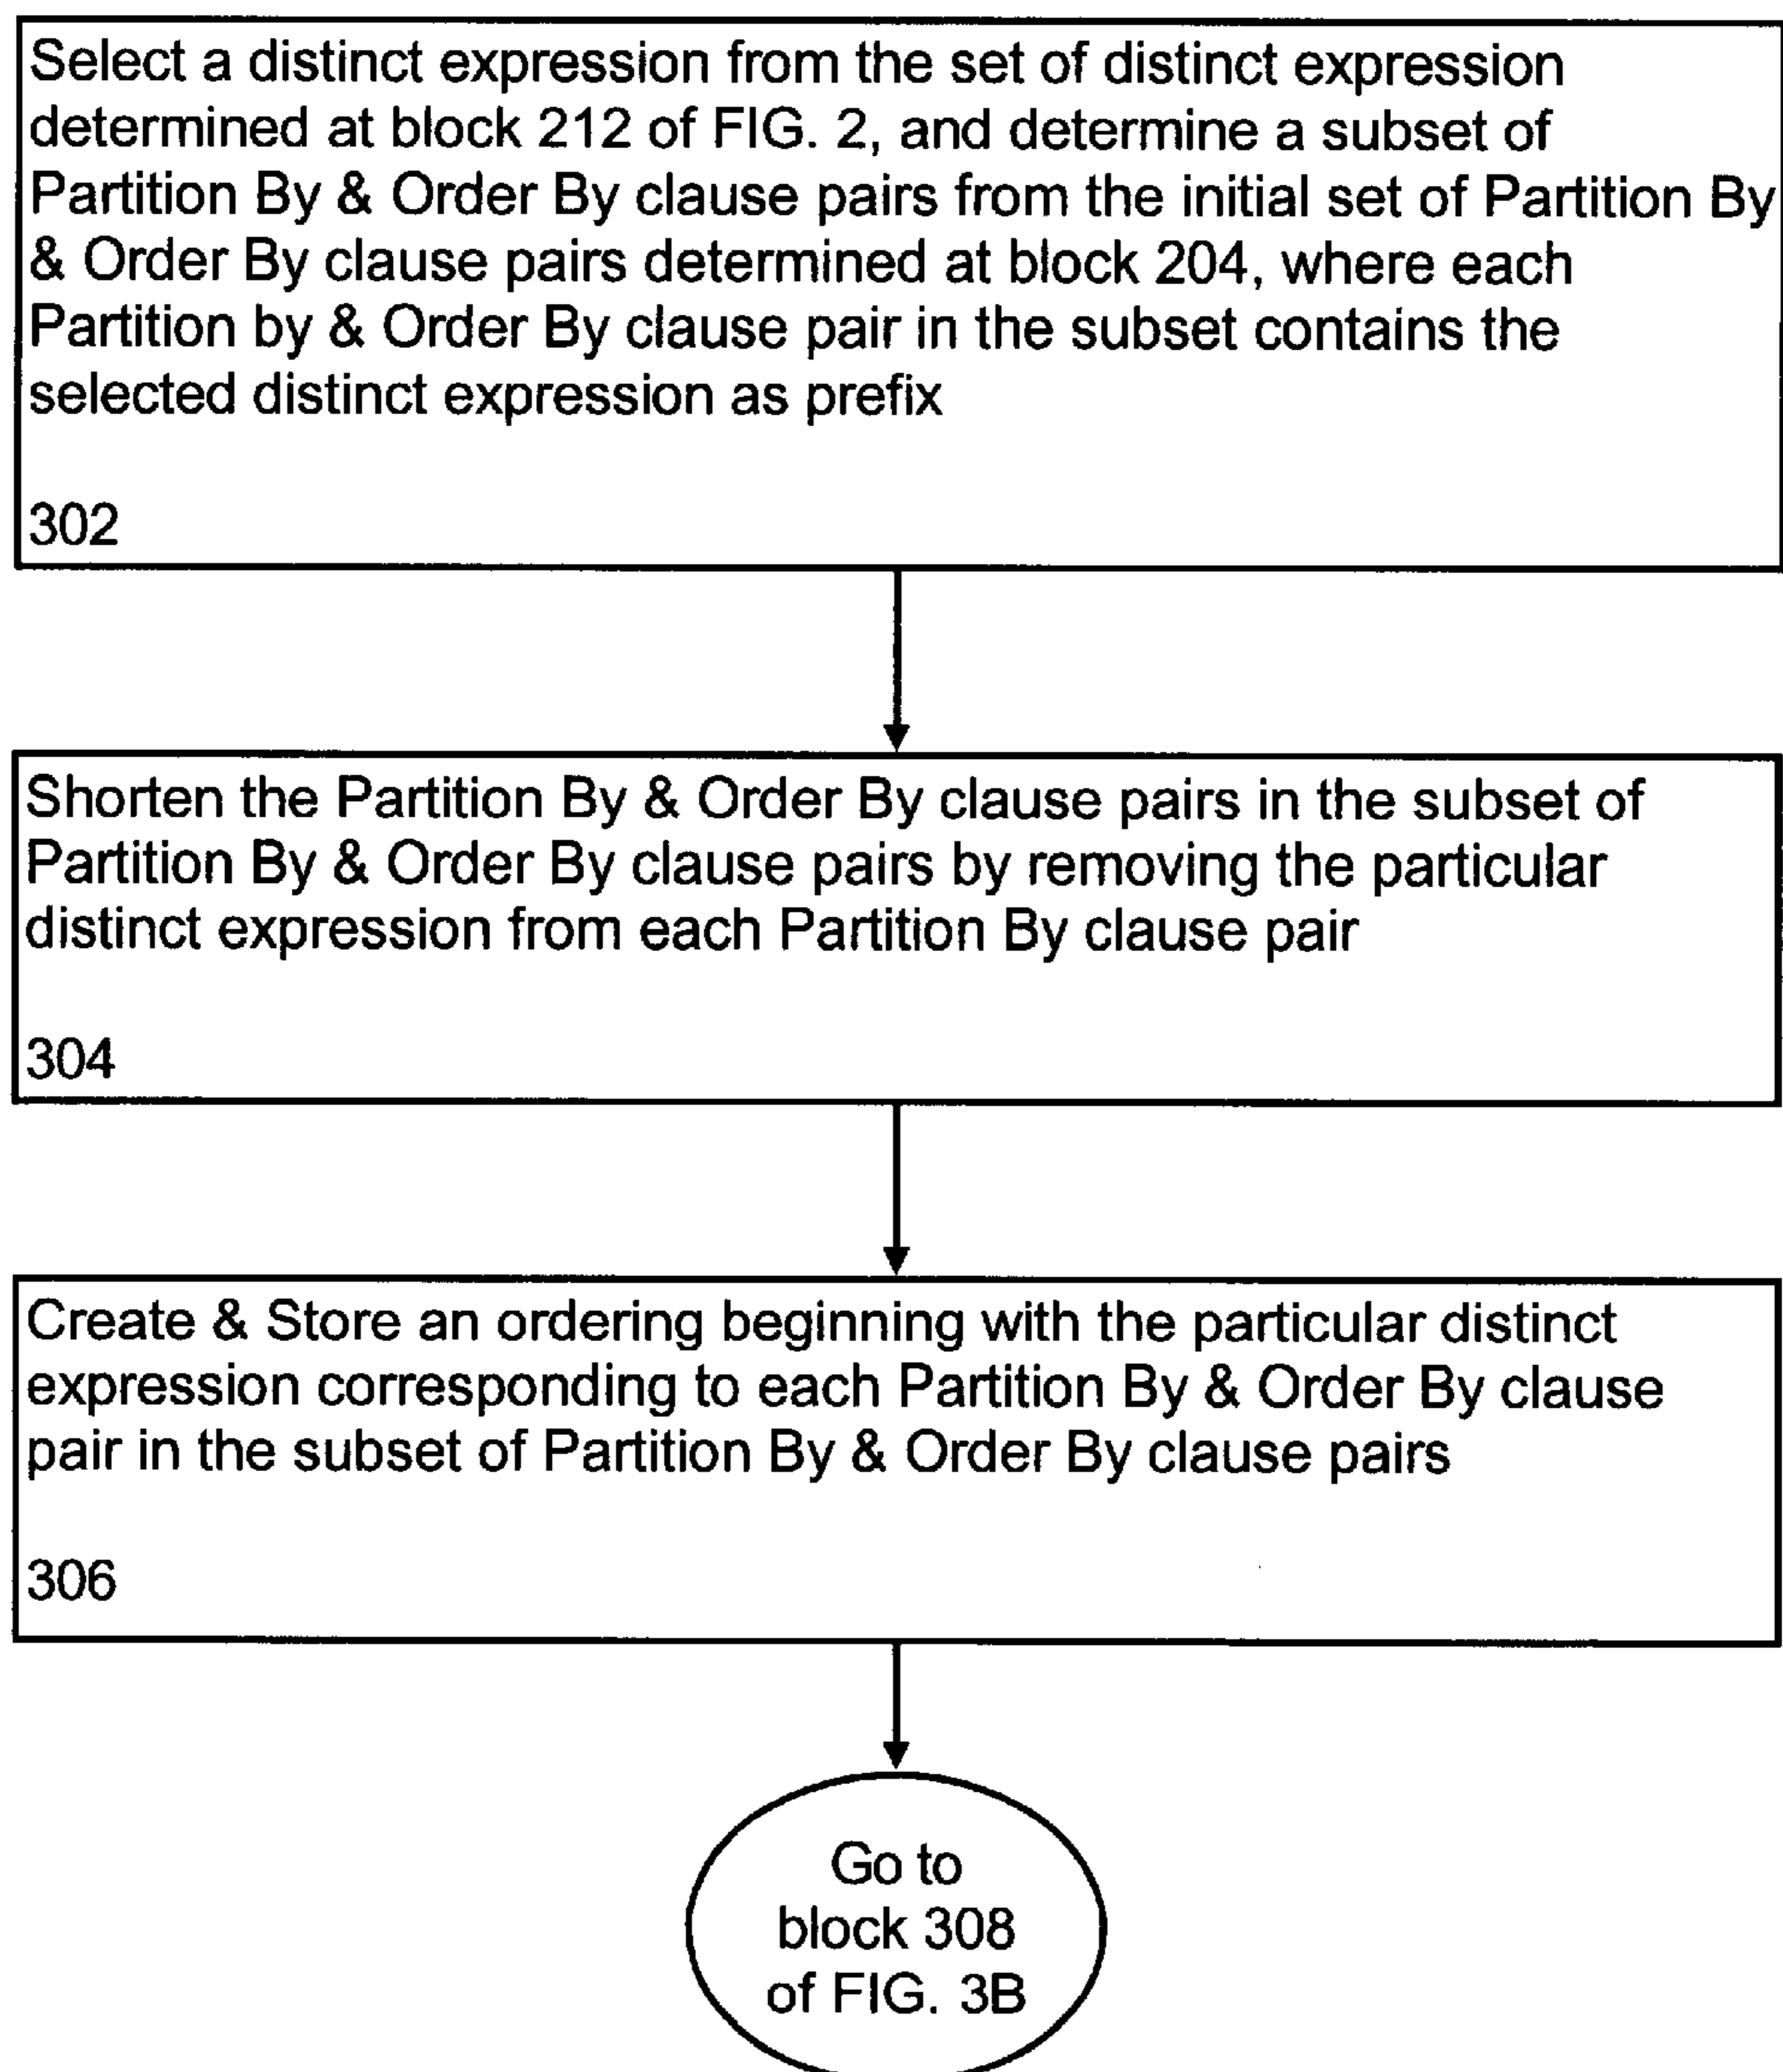 Select a distinct expression from the set of distinct expression
determined at block 212 of FIG. 2, and determine a subset of
Partition By & Order By clause pairs from the initial set of Partition By
& Order By clause pairs determined at block 204, where each
Partition by & Order By clause pair in the subset contains the
selected distinct expression as prefix
302
Shorten the Partition By & Order By clause pairs in the subset of
Partition By & Order By clause pairs by removing the particular
distinct expression from each Partition By clause pair
304
Create & Store an ordering beginning with the particular distinct
expression corresponding to each Partition By & Order By clause
pair in the subset of Partition By & Order By clause pairs
306
Go to
block 308
of FIG. 3B